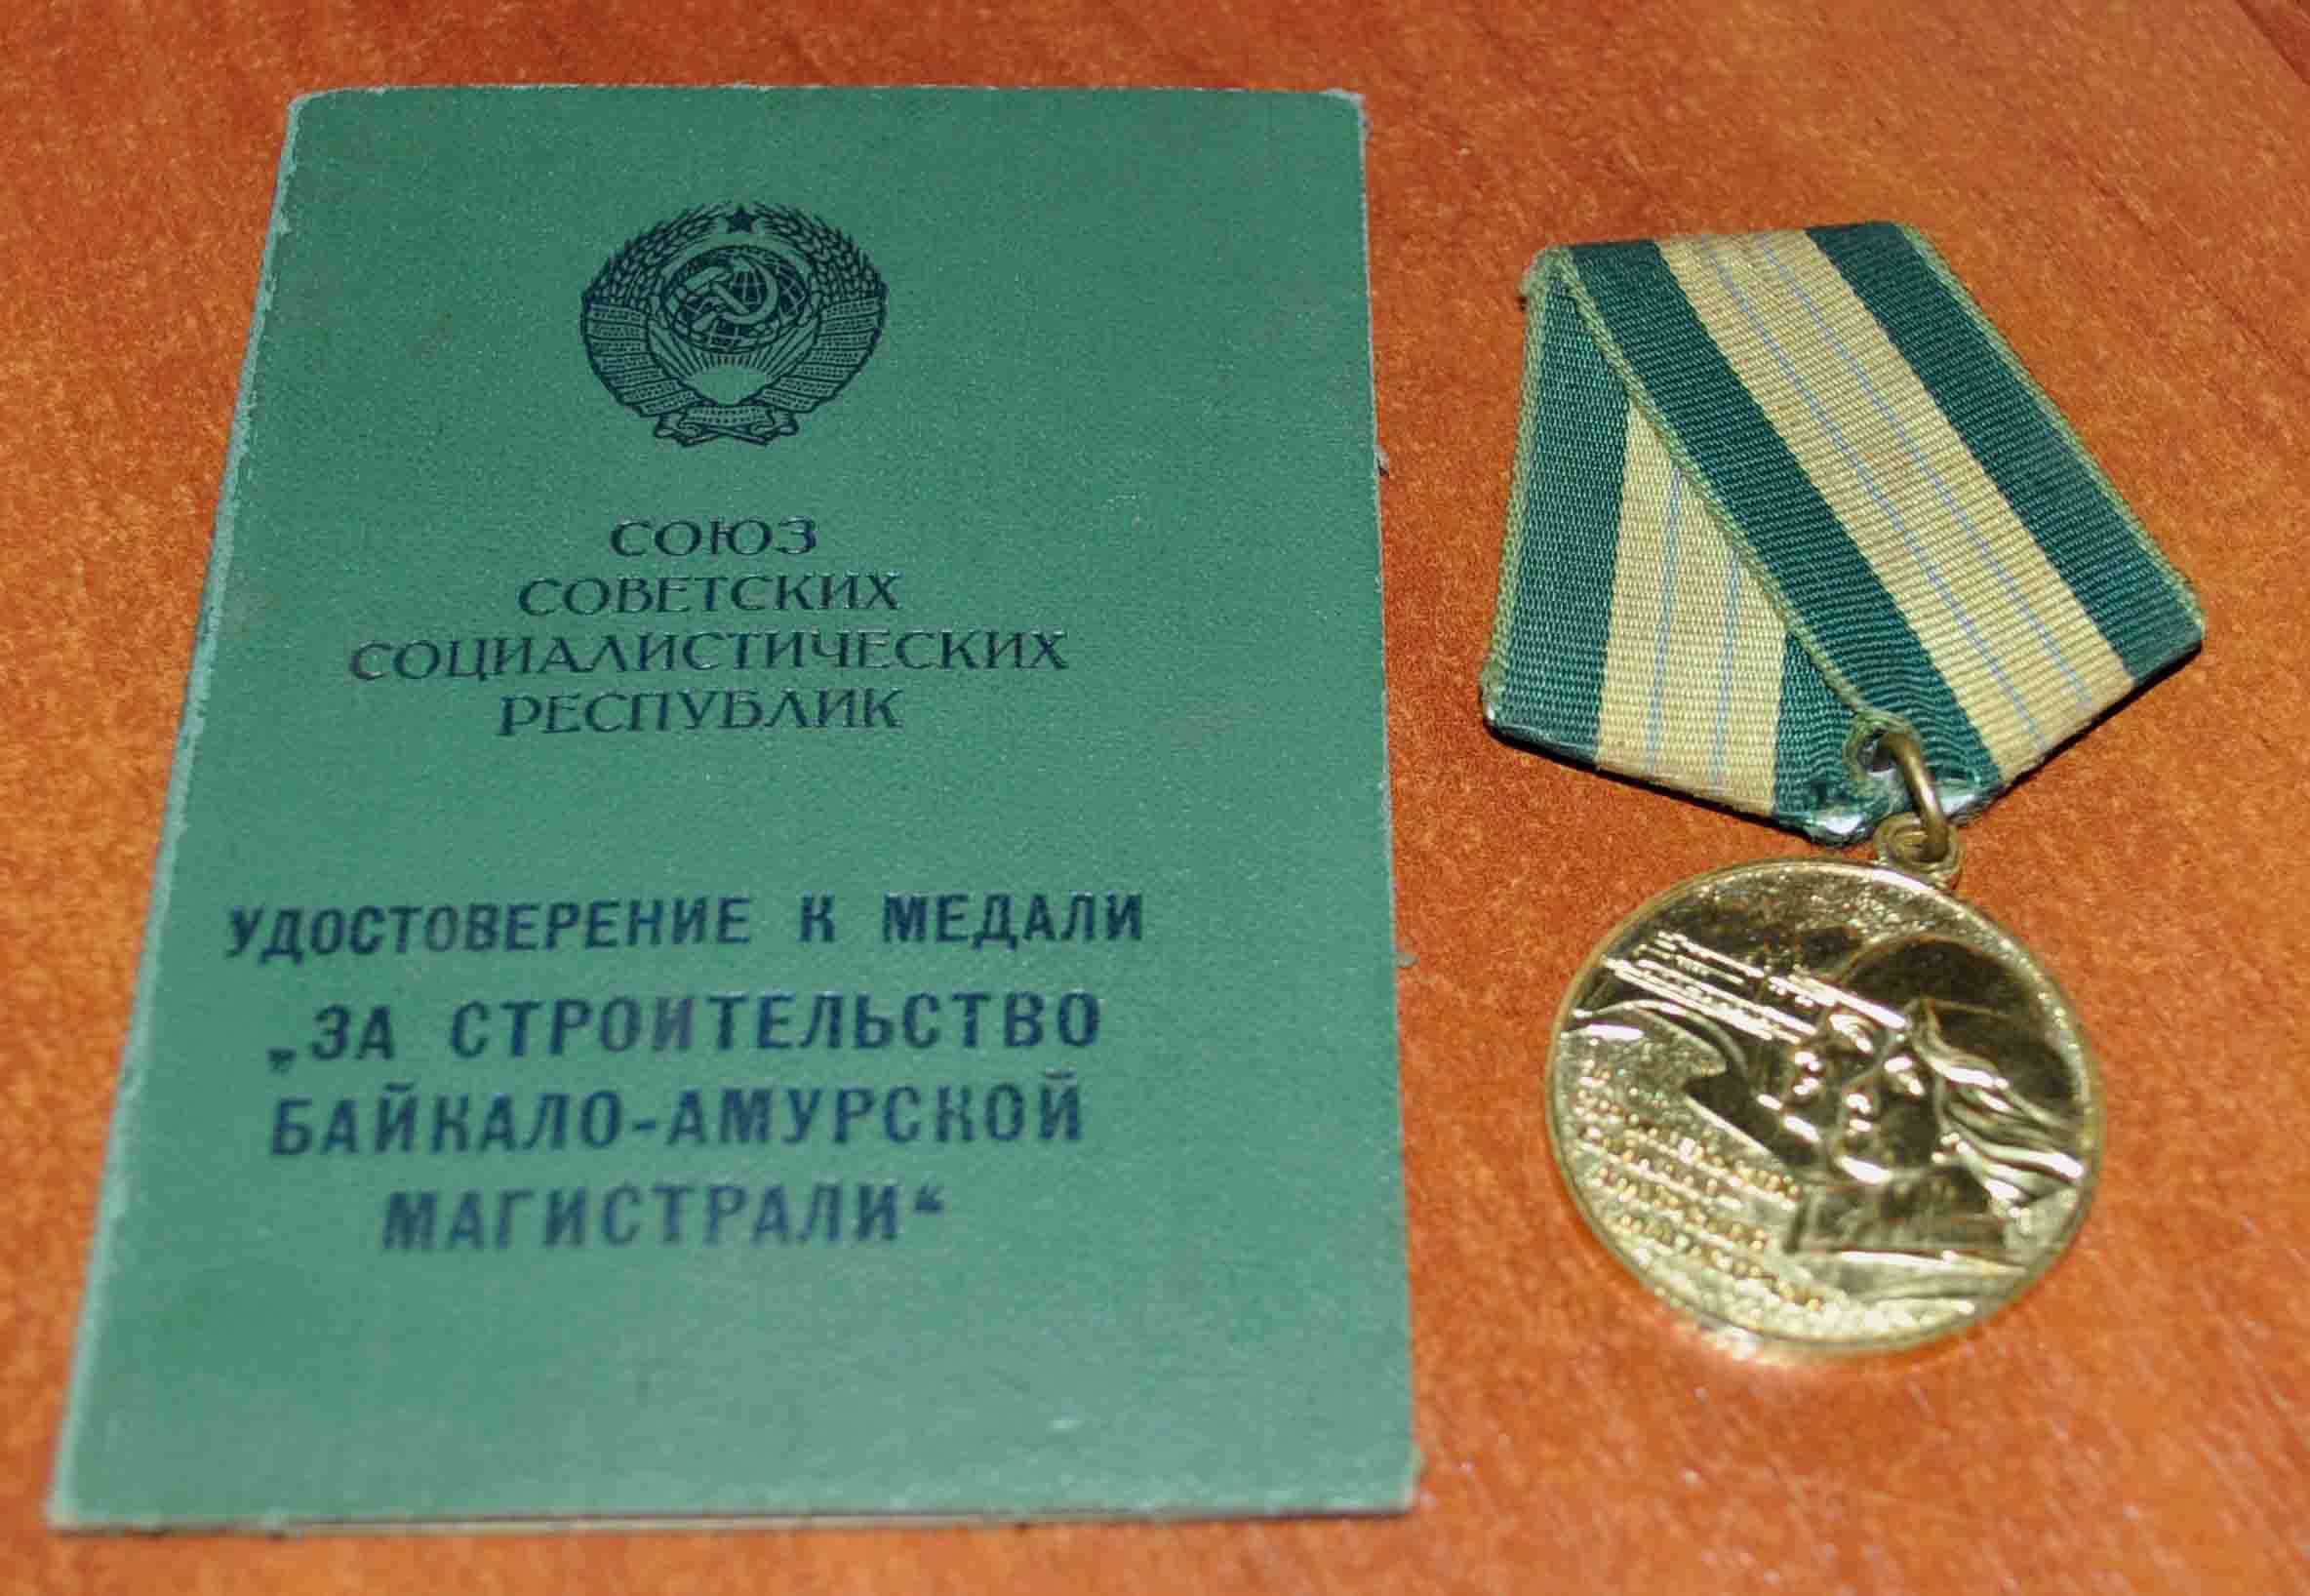 СОЮЗ
СОВЕТСКИХ
СОЦИАЛИСТИЧЕСКИХ
РЕСПУБЛИК
УДОСТОВЕРЕНИЕ К МЕДАЛИ
„ЗА СТРОИТЕЛЬСТВО
БАЙКАЛО-АМУРСКОЙ
МАГИСТРАЛИ“